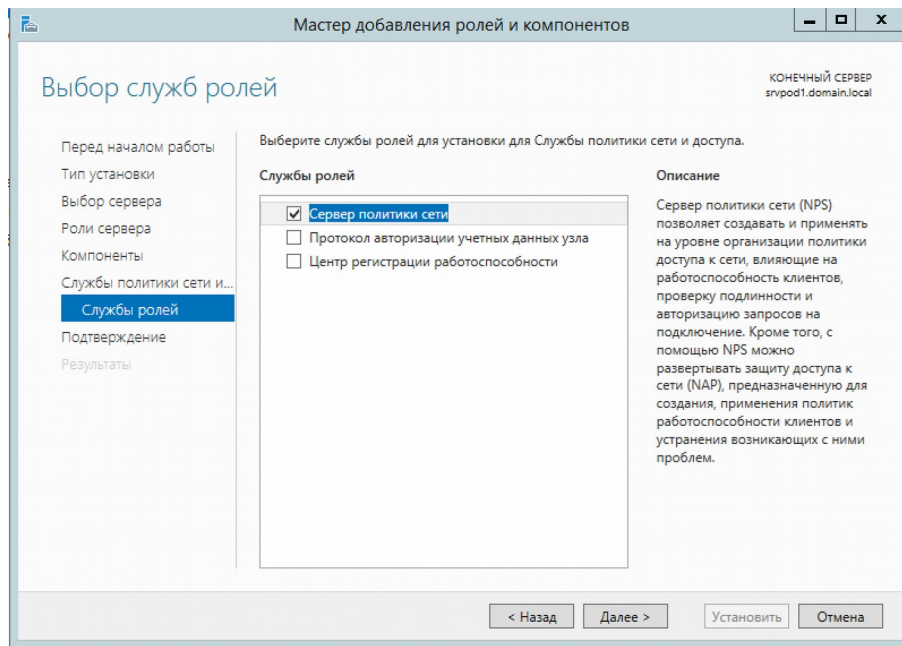 Мастер добавления ролей и компонентов
Выбор служб ролей
КОНЕЧНЫЙ СЕРВЕР
srvpod1.domain.local
Перед началом работы
Тип установки
Выбор сервера
Роли сервера
Компоненты
Службы политики сети и...
Службы ролей
Подтверждение
Результаты
Выберите службы ролей для установки для Службы политики сети и доступа.
Службы ролей
Сервер политики сети
Протокол авторизации учетных данных узла
Центр регистрации работоспособности
Описание
Сервер политики сети (NPS)
позволяет создавать и применять
на уровне организации политики
доступа к сети, влияющие на
работоспособность клиентов,
проверку подлинности и
авторизацию запросов на
подключение. Кроме того, с
помощью NPS можно
развертывать защиту доступа к
сети (NAP), предназначенную для
создания, применения политик
работоспособности клиентов и
устранения возникающих с ними
проблем.
< Назад
Далее >
Установить
Отмена